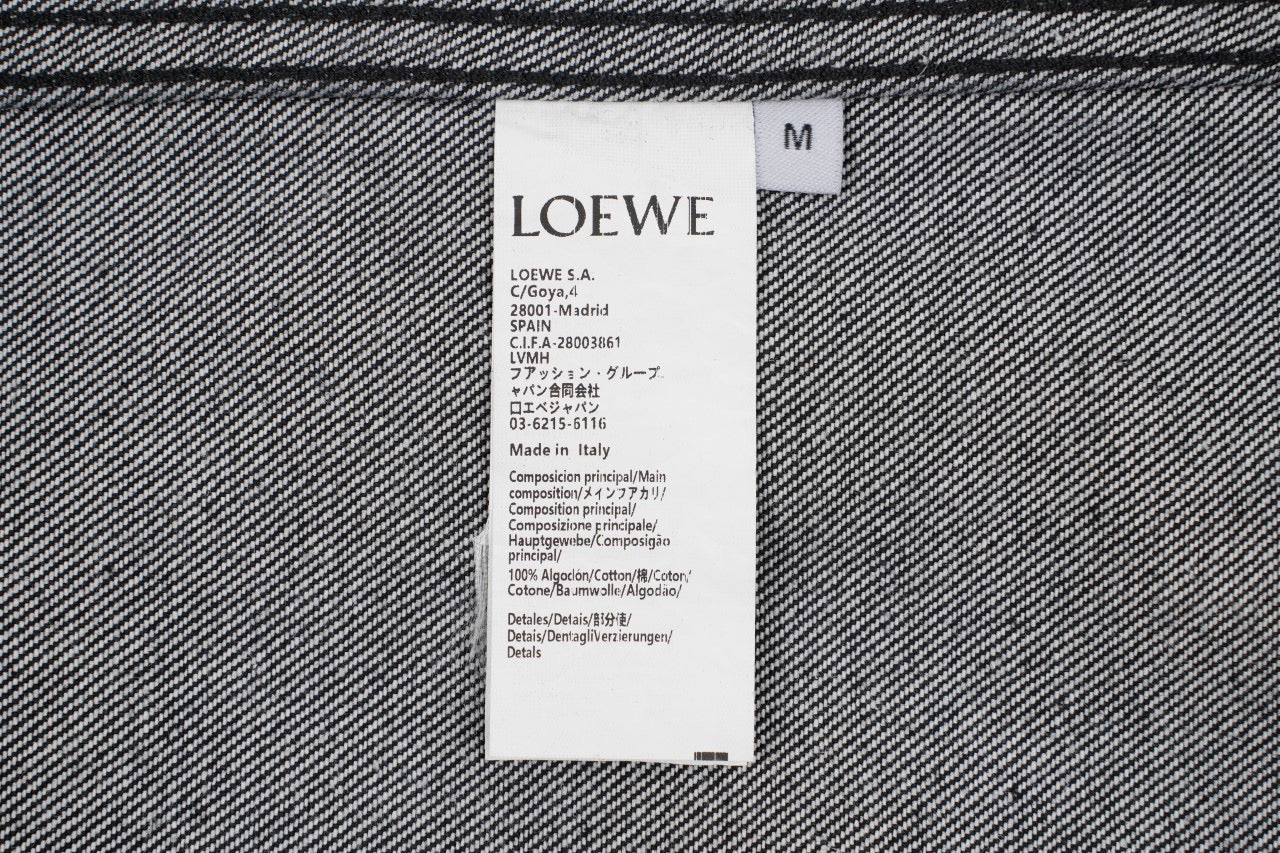 M
LOEWE
LOEWE S.A.
C/Goya,4
28001-Madrid
SPAIN
C.I.F.A-28003861
LVMH
フアッション・グループ
ャパン合同会社
口エベジャパン
03-6215-6116
Made in Italy
Composicion principal/Main
composition/メインフアカリ/
Composition principal/
Composizione principale/
Hauptgewebe/Composigão
principal/
100% Algoclón/Cotton/棉/Coton/
Cotone/Baumwolle/Algodão/
Detales/Detais/部分使/
Detais/DentagliVerzierungen/
Detals